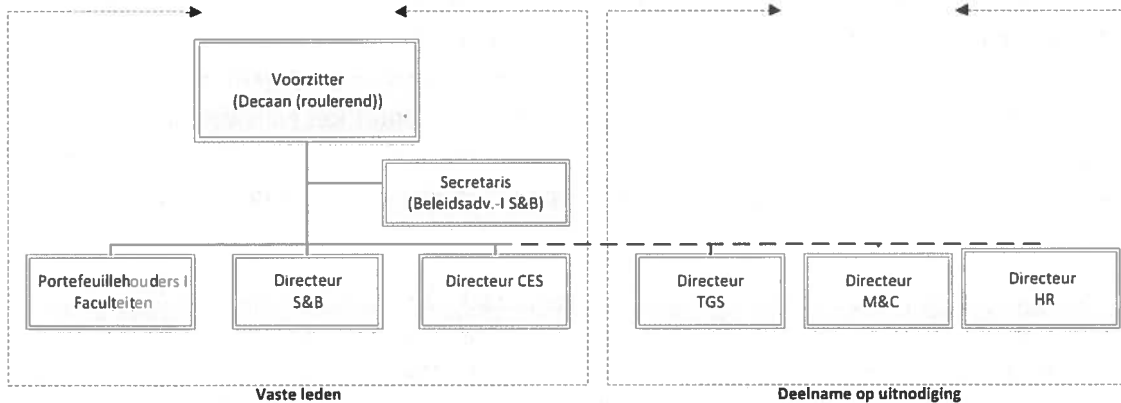 Voorzitter
(Decaan (roulerend))
Secretaris
(Beleidsadv.-I S&B)
Portefeuillehouders I
Faculteiten
Directeur
S&B
Directeur CES
Directeur
TGS
Directeur
M&C
Directeur
HR
Vaste leden
Deelname op uitnodiging